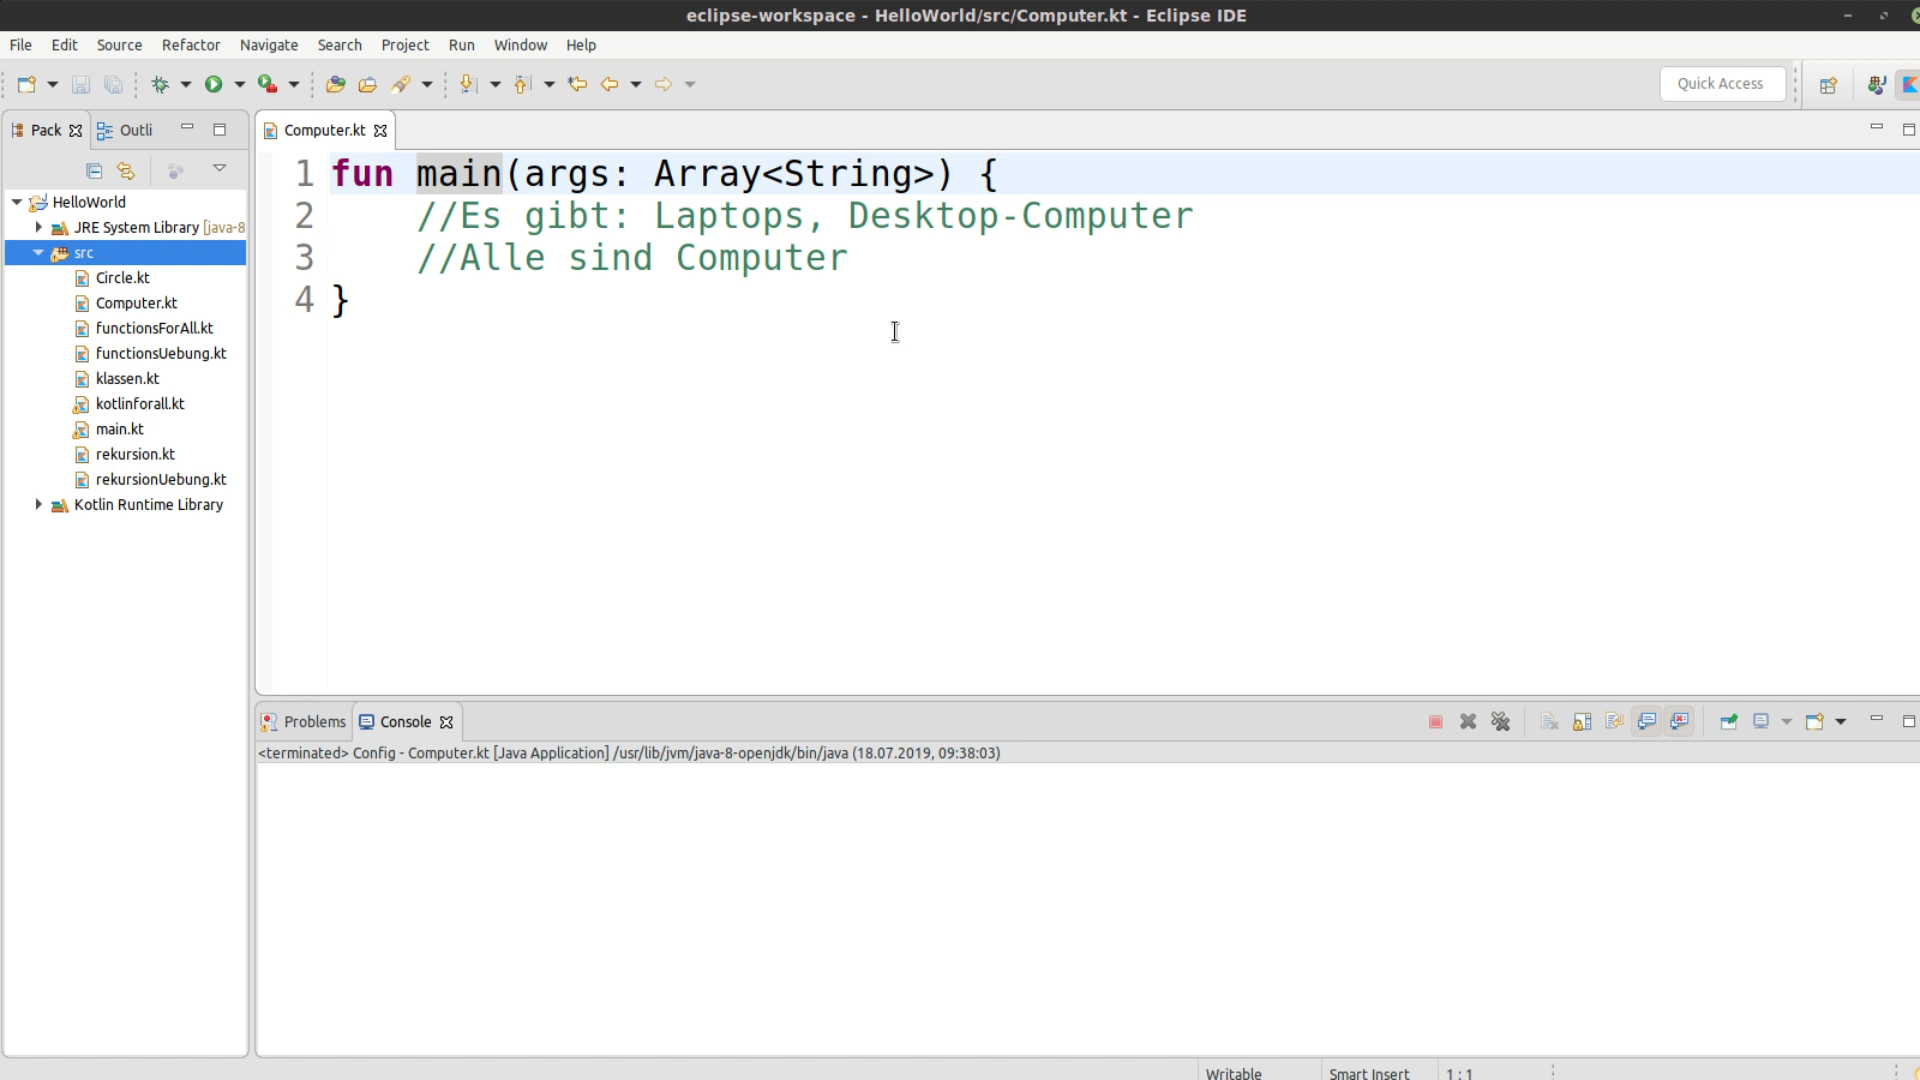 eclipse-workspace - HelloWorld/src/Computer.kt - Eclipse IDE
File Edit Source Refactor Navigate Search Project Run Window Help
Quick Access
Pack Outli
Computer.kt
HelloWorld
JRE System Library [java-8
src
Circle.kt
Computer.kt
functionsForAll.kt
functionsUebung.kt
klassen.kt
kotlinforall.kt
main.kt
rekursion.kt
rekursionUebung.kt
Kotlin Runtime Library
1 fun main(args: Array<String>) {
2 //Es gibt: Laptops, Desktop-Computer
3 //Alle sind Computer
4 }
Problems Console
<terminated> Config - Computer.kt [Java Application] /usr/lib/jvm/java-8-openjdk/bin/java (18.07.2019, 09:38:03)
Writable Smart Insert 1 : 1